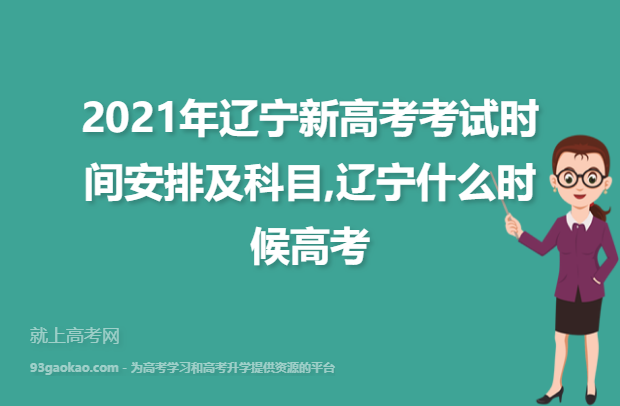 2021年辽宁新高考考试时
间安排及科目,辽宁什么时
候高考
就上高考网
93gaokao.com - 为高考学习和高考升学提供资源的平台